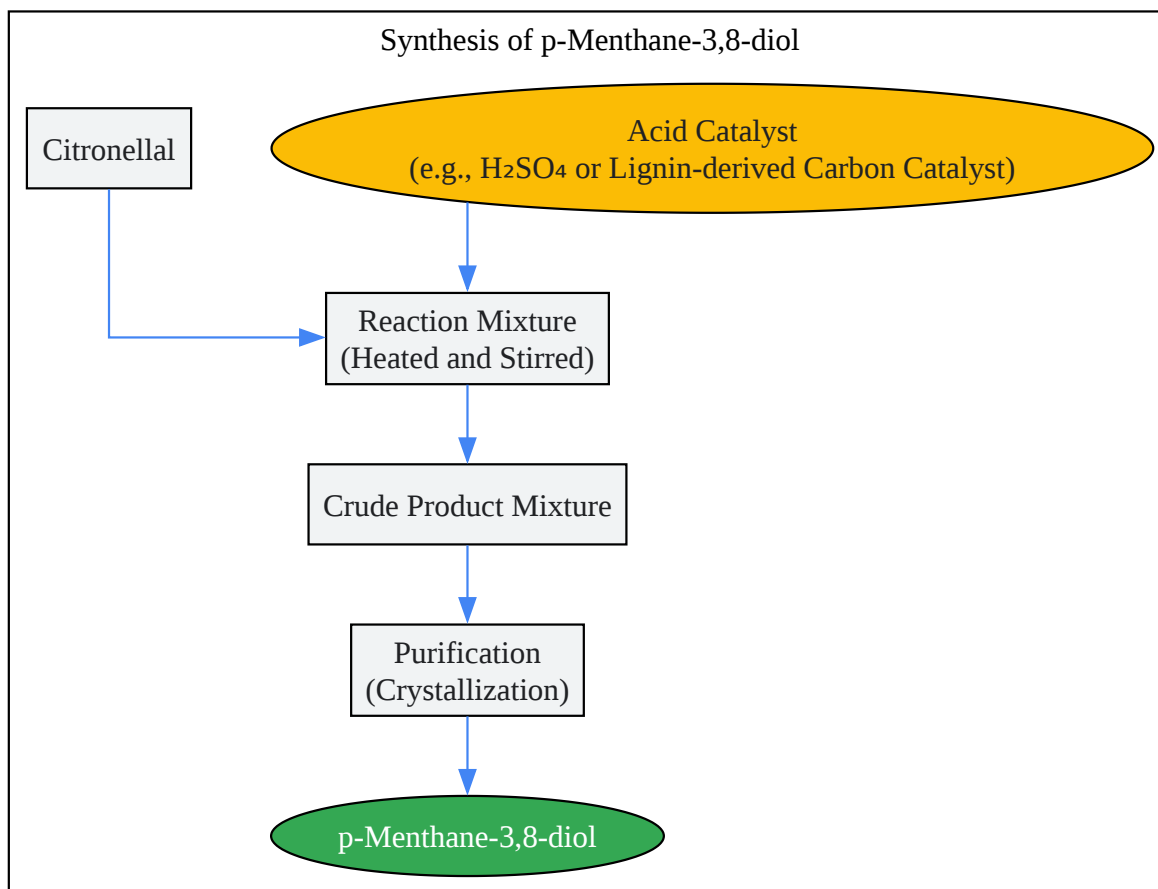 Synthesis of p-Menthane-3,8-diol
Citronellal
Acid Catalyst
(e.g., H₂SO₄ or Lignin-derived Carbon Catalyst)
Reaction Mixture
(Heated and Stirred)
Crude Product Mixture
Purification
(Crystallization)
p-Menthane-3,8-diol